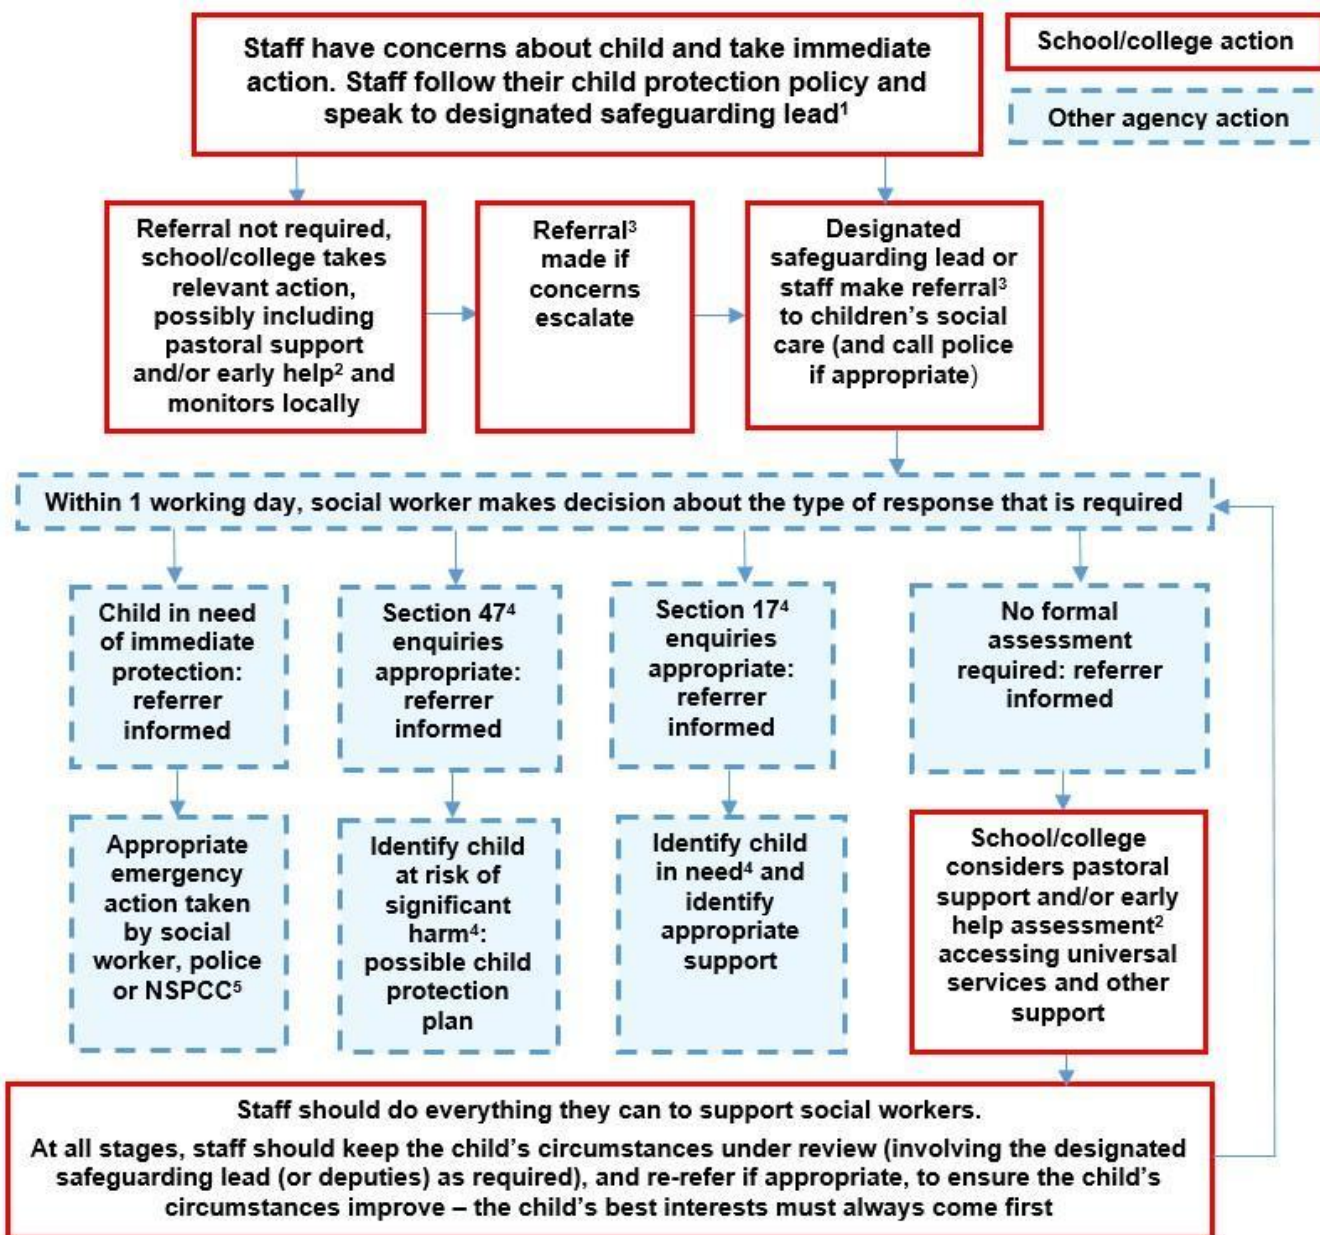 Staff have concerns about child and take immediate
action. Staff follow their child protection policy and
speak to designated safeguarding lead¹
School/college action
Other agency action
Referral not required,
school/college takes
relevant action,
possibly including
pastoral support
and/or early help² and
monitors locally
Referral³
made if
concerns
escalate
Designated
safeguarding lead or
staff make referral³
to children’s social
care (and call police
if appropriate)
Within 1 working day, social worker makes decision about the type of response that is required
Child in need
of immediate
protection:
referrer
informed
Section 47⁴
enquiries
appropriate:
referrer
informed
Section 17⁴
enquiries
appropriate:
referrer
informed
No formal
assessment
required: referrer
informed
Appropriate
emergency
action taken
by social
worker, police
or NSPCC⁵
Identify child
at risk of
significant
harm⁴:
possible child
protection
plan
Identify child
in need⁴ and
identify
appropriate
support
School/college
considers pastoral
support and/or early
help assessment²
accessing universal
services and other
support
Staff should do everything they can to support social workers.
At all stages, staff should keep the child’s circumstances under review (involving the designated
safeguarding lead (or deputies) as required), and re-refer if appropriate, to ensure the child’s
circumstances improve – the child’s best interests must always come first